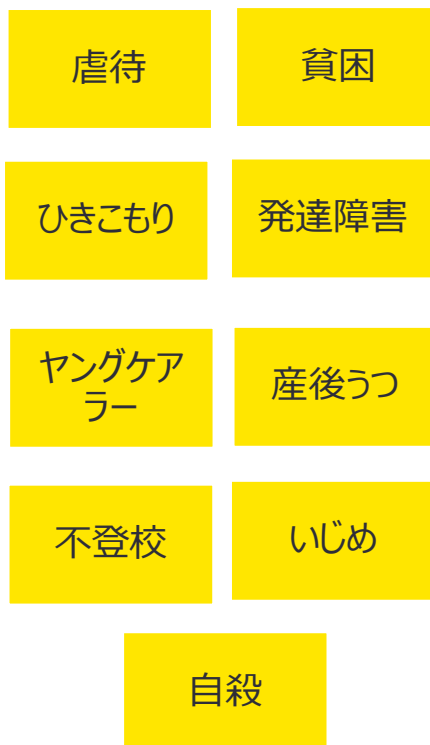 虐待
貧困
ひきこもり
発達障害
ヤングケア
ラー
産後うつ
不登校
いじめ
自殺